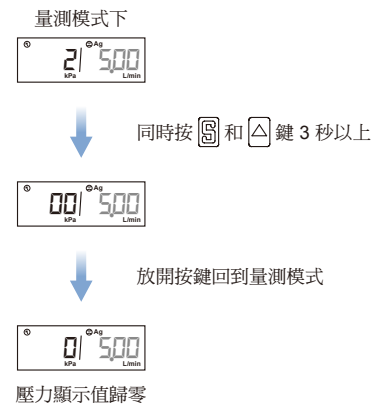 量測模式下
Ag
2 5.00
kPa L/min
同時按 S 和 △ 鍵 3 秒以上
Ag
00 5.00
kPa L/min
放開按鍵回到量測模式
Ag
0 5.00
kPa L/min
壓力顯示值歸零